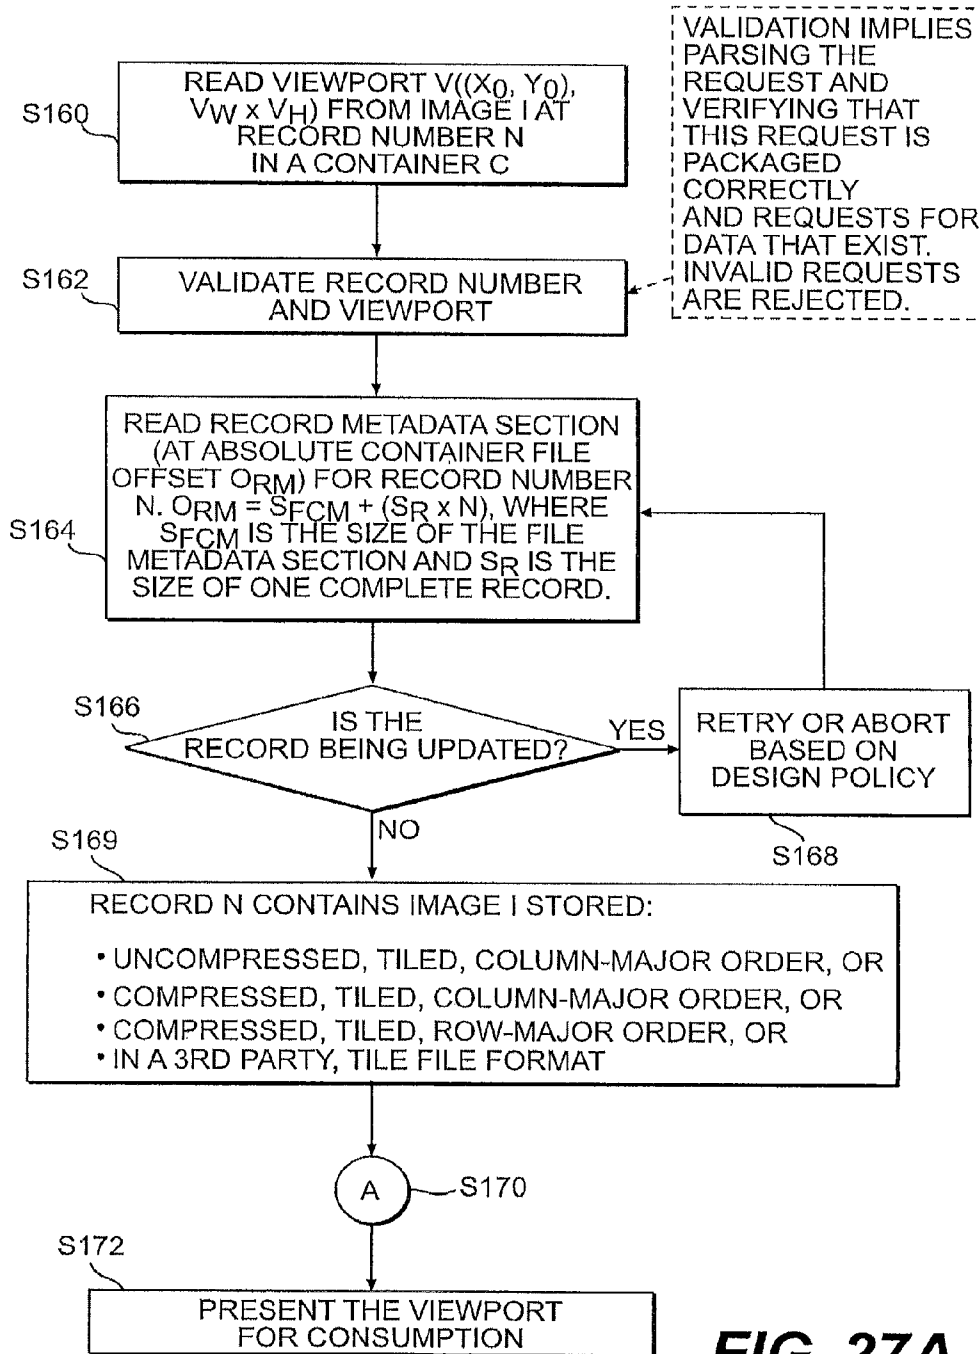 S160
READ VIEWPORT V((X0, Y0),
VW x VH) FROM IMAGE I AT
RECORD NUMBER N
IN A CONTAINER C
VALIDATION IMPLIES
PARSING THE
REQUEST AND
VERIFYING THAT
THIS REQUEST IS
PACKAGED
CORRECTLY
AND REQUESTS FOR
DATA THAT EXIST.
INVALID REQUESTS
ARE REJECTED.
S162
VALIDATE RECORD NUMBER
AND VIEWPORT
S164
READ RECORD METADATA SECTION
(AT ABSOLUTE CONTAINER FILE
OFFSET ORM) FOR RECORD NUMBER
N. ORM = SFCM + (SR x N), WHERE
SFCM IS THE SIZE OF THE FILE
METADATA SECTION AND SR IS THE
SIZE OF ONE COMPLETE RECORD.
S166
IS THE
RECORD BEING UPDATED?
YES
RETRY OR ABORT
BASED ON
DESIGN POLICY
S168
NO
S169
RECORD N CONTAINS IMAGE I STORED:
• UNCOMPRESSED, TILED, COLUMN-MAJOR ORDER, OR
• COMPRESSED, TILED, COLUMN-MAJOR ORDER, OR
• COMPRESSED, TILED, ROW-MAJOR ORDER, OR
• IN A 3RD PARTY, TILE FILE FORMAT
A
S170
S172
PRESENT THE VIEWPORT
FOR CONSUMPTION
FIG. 27A